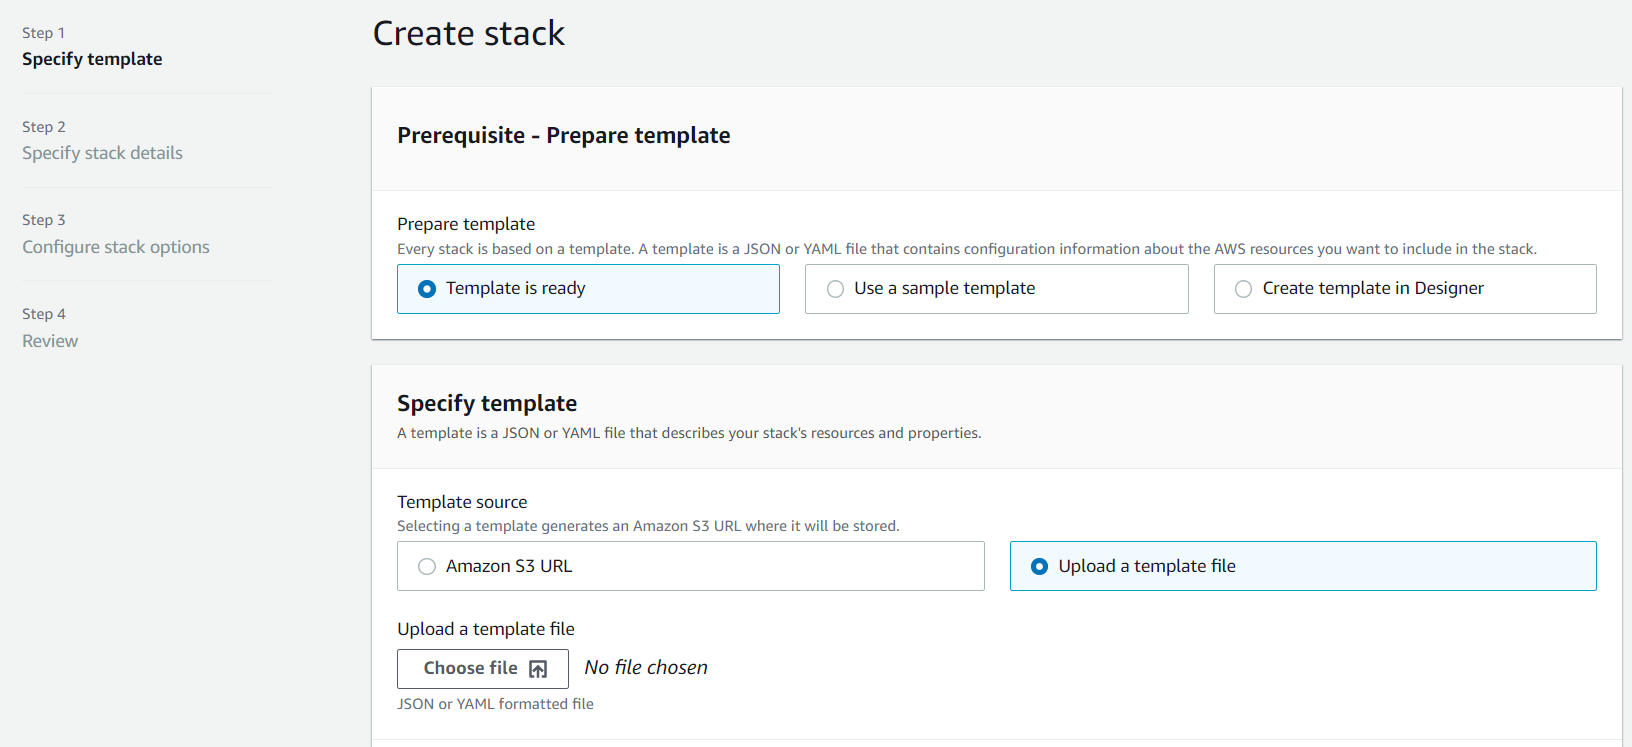 Step 1
Specify template
Step 2
Specify stack details
Step 3
Configure stack options
Step 4
Review
Create stack
Prerequisite - Prepare template
Prepare template
Every stack is based on a template. A template is a JSON or YAML file that contains configuration information about the AWS resources you want to include in the stack.
Template is ready
Use a sample template
Create template in Designer
Specify template
A template is a JSON or YAML file that describes your stack's resources and properties.
Template source
Selecting a template generates an Amazon S3 URL where it will be stored.
Amazon S3 URL
Upload a template file
Upload a template file
Choose file
No file chosen
JSON or YAML formatted file